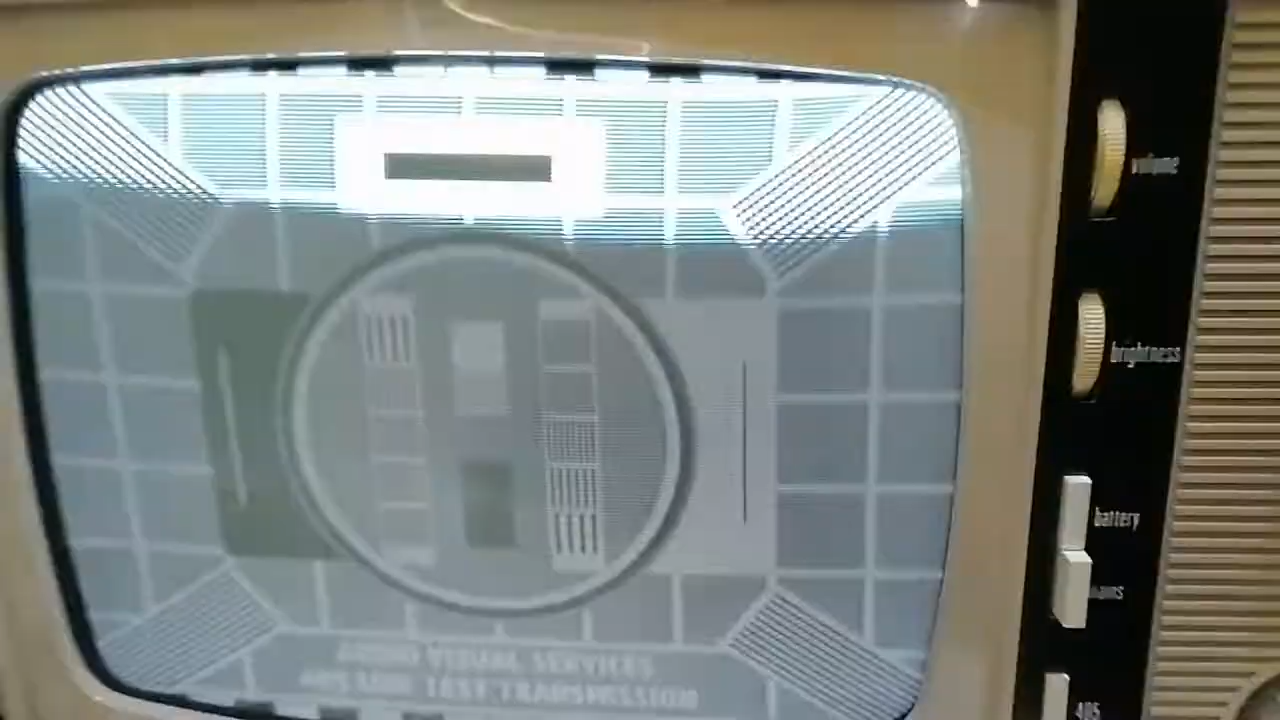 volume
brightness
battery
mains
405
AUDIO VISUAL SERVICES
405 LINE TEST TRANSMISSION